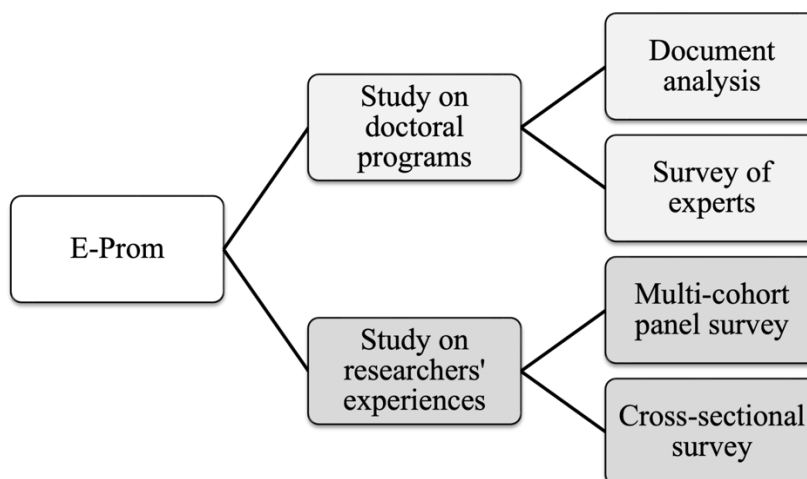 E-Prom
Study on
doctoral
programs
Document
analysis
Survey of
experts
Study on
researchers'
experiences
Multi-cohort
panel survey
Cross-sectional
survey